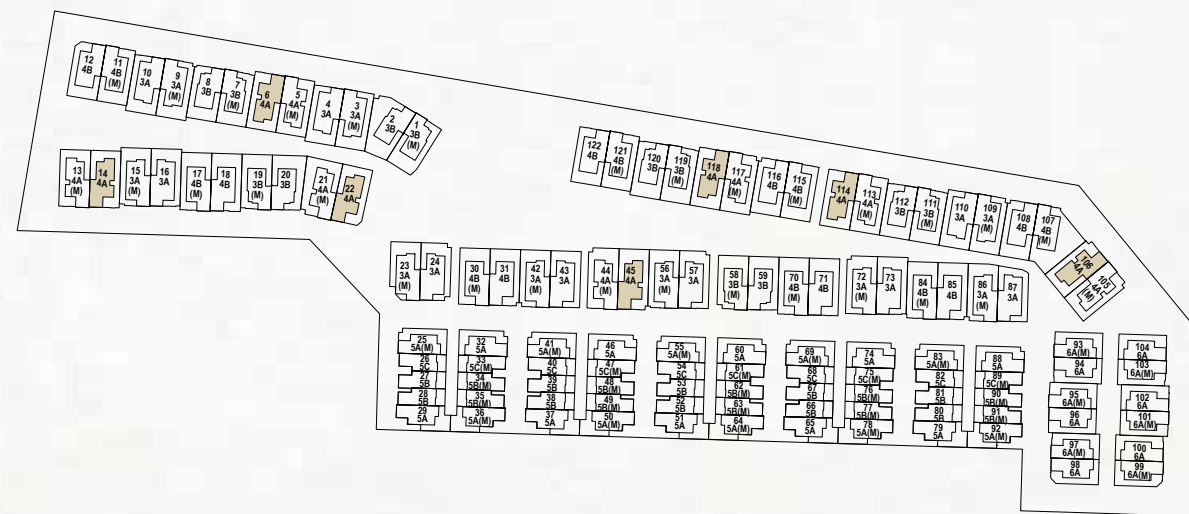 12
4B
11
4B
(M)
10
3A
9
3A
(M)
8
3B
7
3B
(M)
6
4A
5
4A
(M)
4
3A
3
3A
(M)
2
3B
1
3B
(M)
13
4A
(M)
14
4A
15
3A
(M)
16
3A
17
4B
(M)
18
4B
19
3B
(M)
20
3B
21
4A
(M)
22
4A
122
4B
121
4B
(M)
120
3B
119
3B
(M)
118
4A
117
4A
(M)
116
4B
115
4B
(M)
114
4A
113
4A
(M)
112
3B
111
3B
(M)
110
3A
109
3A
(M)
108
4B
107
4B
(M)
106
4A
105
4A
(M)
23
3A
(M)
24
3A
30
4B
(M)
31
4B
42
3A
(M)
43
3A
44
4A
(M)
45
4A
56
3A
(M)
57
3A
58
3B
(M)
59
3B
70
4B
(M)
71
4B
72
3A
(M)
73
3A
84
4B
(M)
85
4B
86
3A
(M)
87
3A
25
5A(M)
26
5C
27
5B
28
5B
29
5A
32
5A
33
5C(M)
34
5B(M)
35
5B(M)
36
5A(M)
41
5A(M)
40
5C
39
5B
38
5B
37
5A
46
5A
47
5C(M)
48
5B(M)
49
5B(M)
50
5A(M)
55
5A(M)
54
5C
53
5B
52
5B
51
5A
60
5A
61
5C(M)
62
5B(M)
63
5B(M)
64
5A(M)
69
5A(M)
68
5C
67
5B
66
5B
65
5A
74
5A
75
5C(M)
76
5B(M)
77
5B(M)
78
5A(M)
83
5A(M)
82
5C
81
5B
80
5B
79
5A
88
5A
89
5C(M)
90
5B(M)
91
5B(M)
92
5A(M)
93
6A(M)
94
6A
95
6A(M)
96
6A
97
6A(M)
98
6A
104
6A
103
6A(M)
102
6A
101
6A(M)
100
6A
99
6A(M)